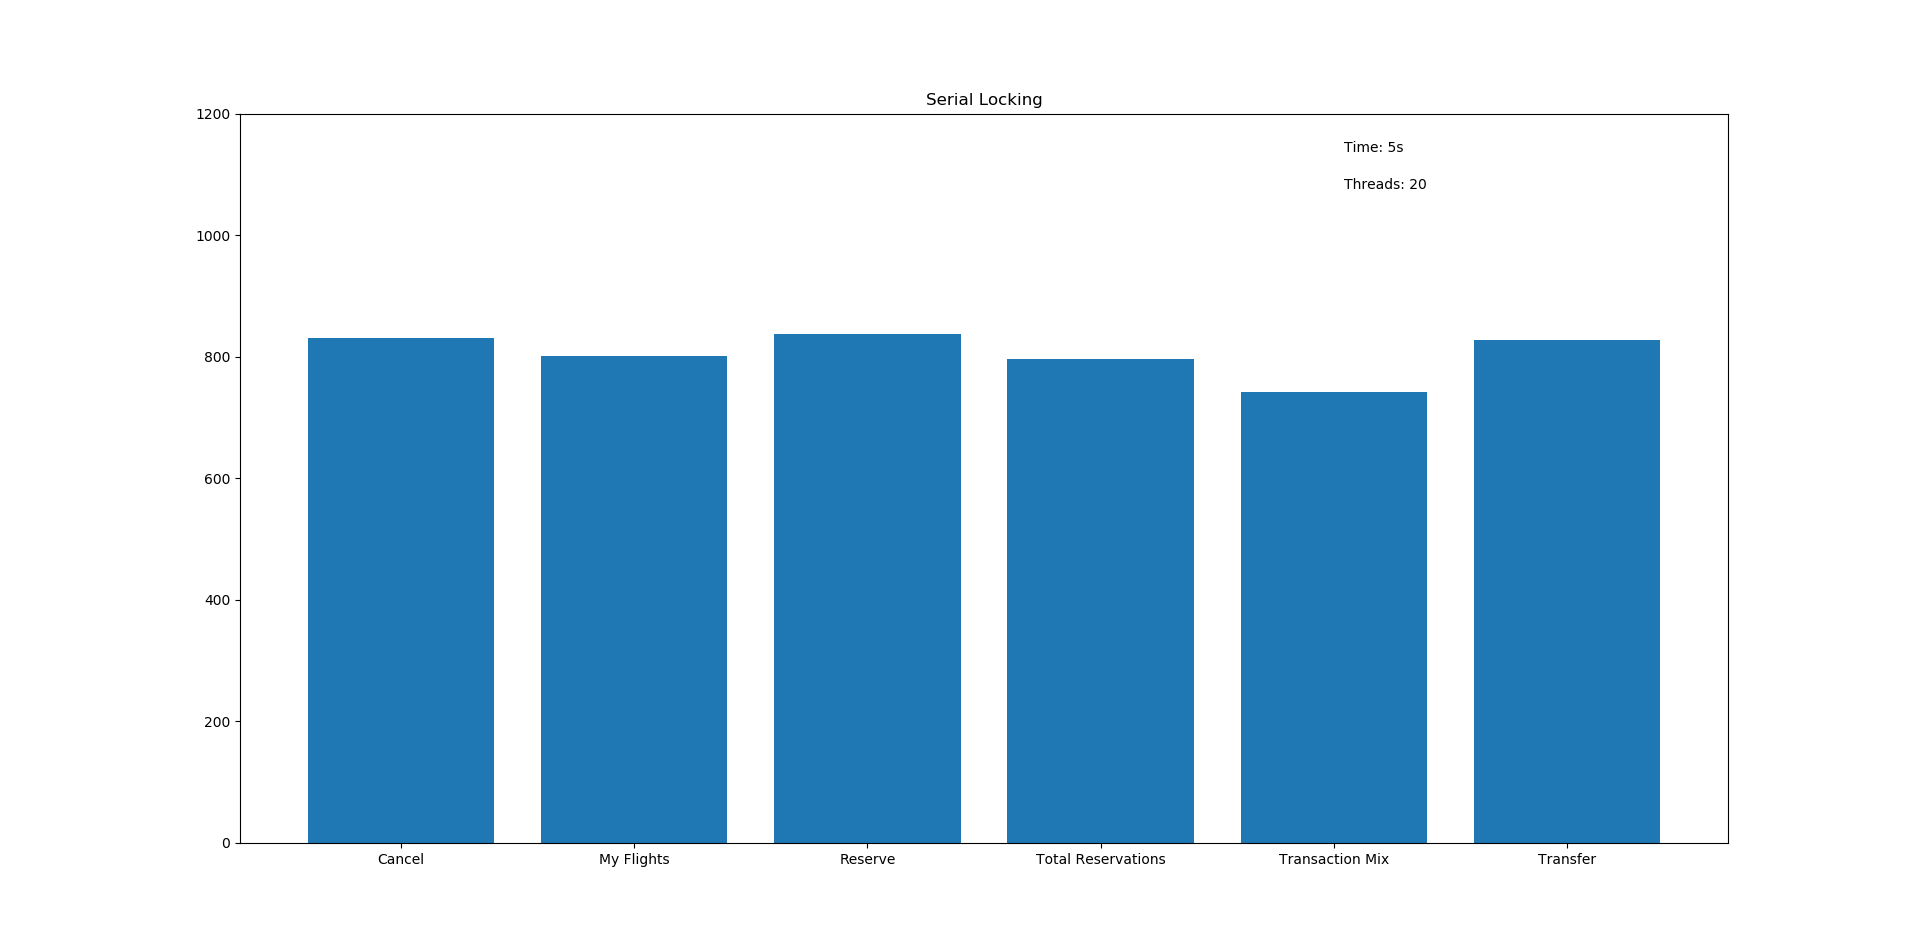 Serial Locking
1200
Time: 5s
Threads: 20
1000
800
600
400
200
0
Cancel My Flights Reserve Total Reservations Transaction Mix Transfer